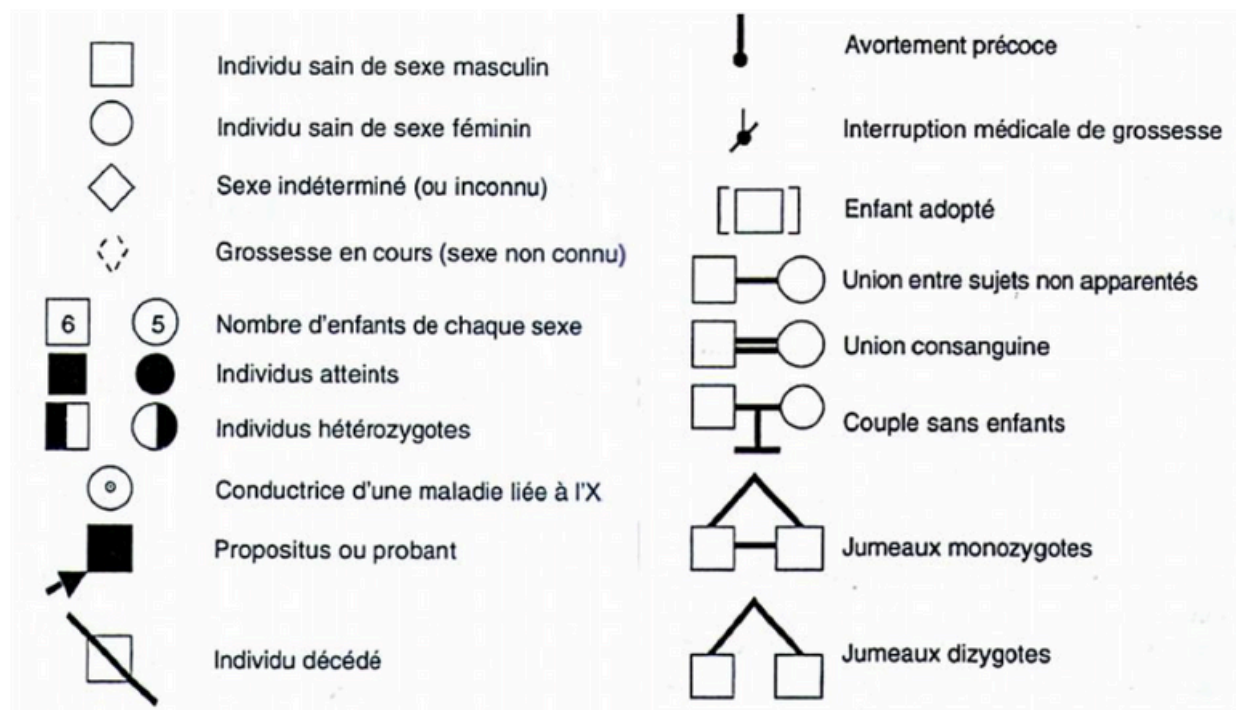 Individu sain de sexe masculin
Individu sain de sexe féminin
Sexe indéterminé (ou inconnu)
Grossesse en cours (sexe non connu)
6 5 Nombre d'enfants de chaque sexe
Individus atteints
Individus hétérozygotes
Conductrice d'une maladie liée à l'X
Propositus ou probant
Individu décédé
Avortement précoce
Interruption médicale de grossesse
Enfant adopté
Union entre sujets non apparentés
Union consanguine
Couple sans enfants
Jumeaux monozygotes
Jumeaux dizygotes